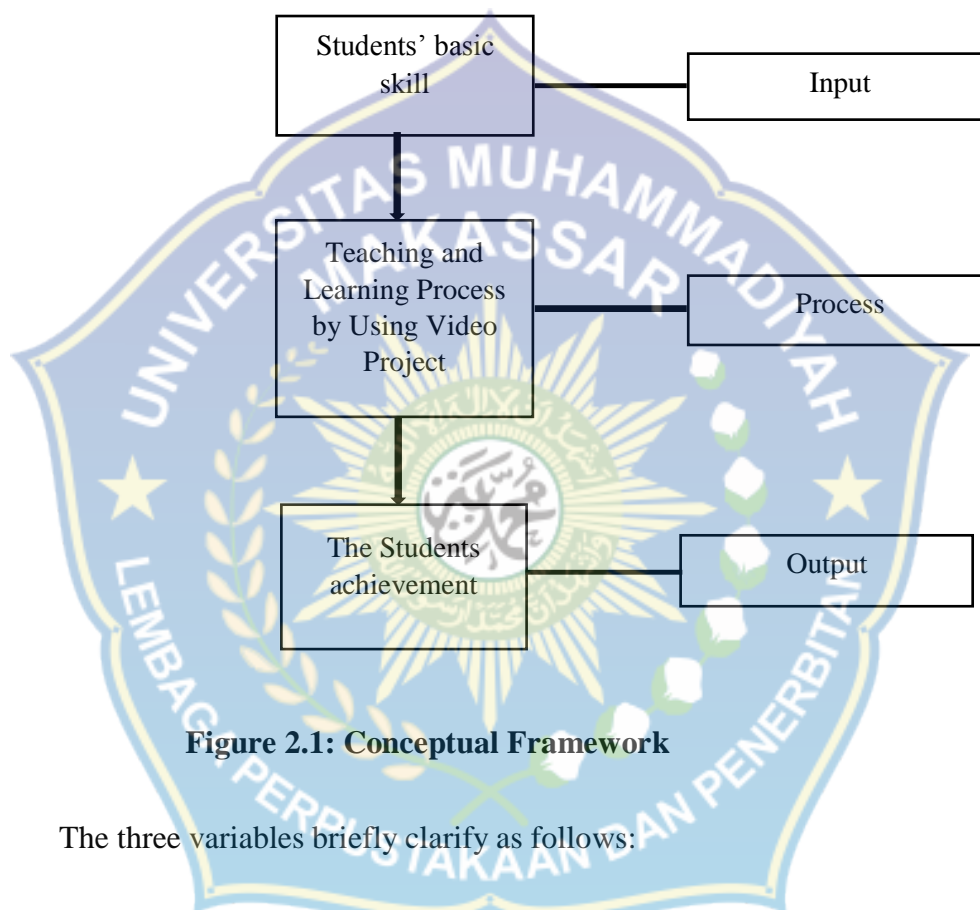 Students’ basic
skill
Input
UNIVERSITAS MUHAMMADIYAH
MAKASSAR
Teaching and
Learning Process
by Using Video
Project
Process
The Students
achievement
Output
LEMBAGA PERPUSTAKAAN DAN PENERBITAN
Figure 2.1: Conceptual Framework
The three variables briefly clarify as follows: